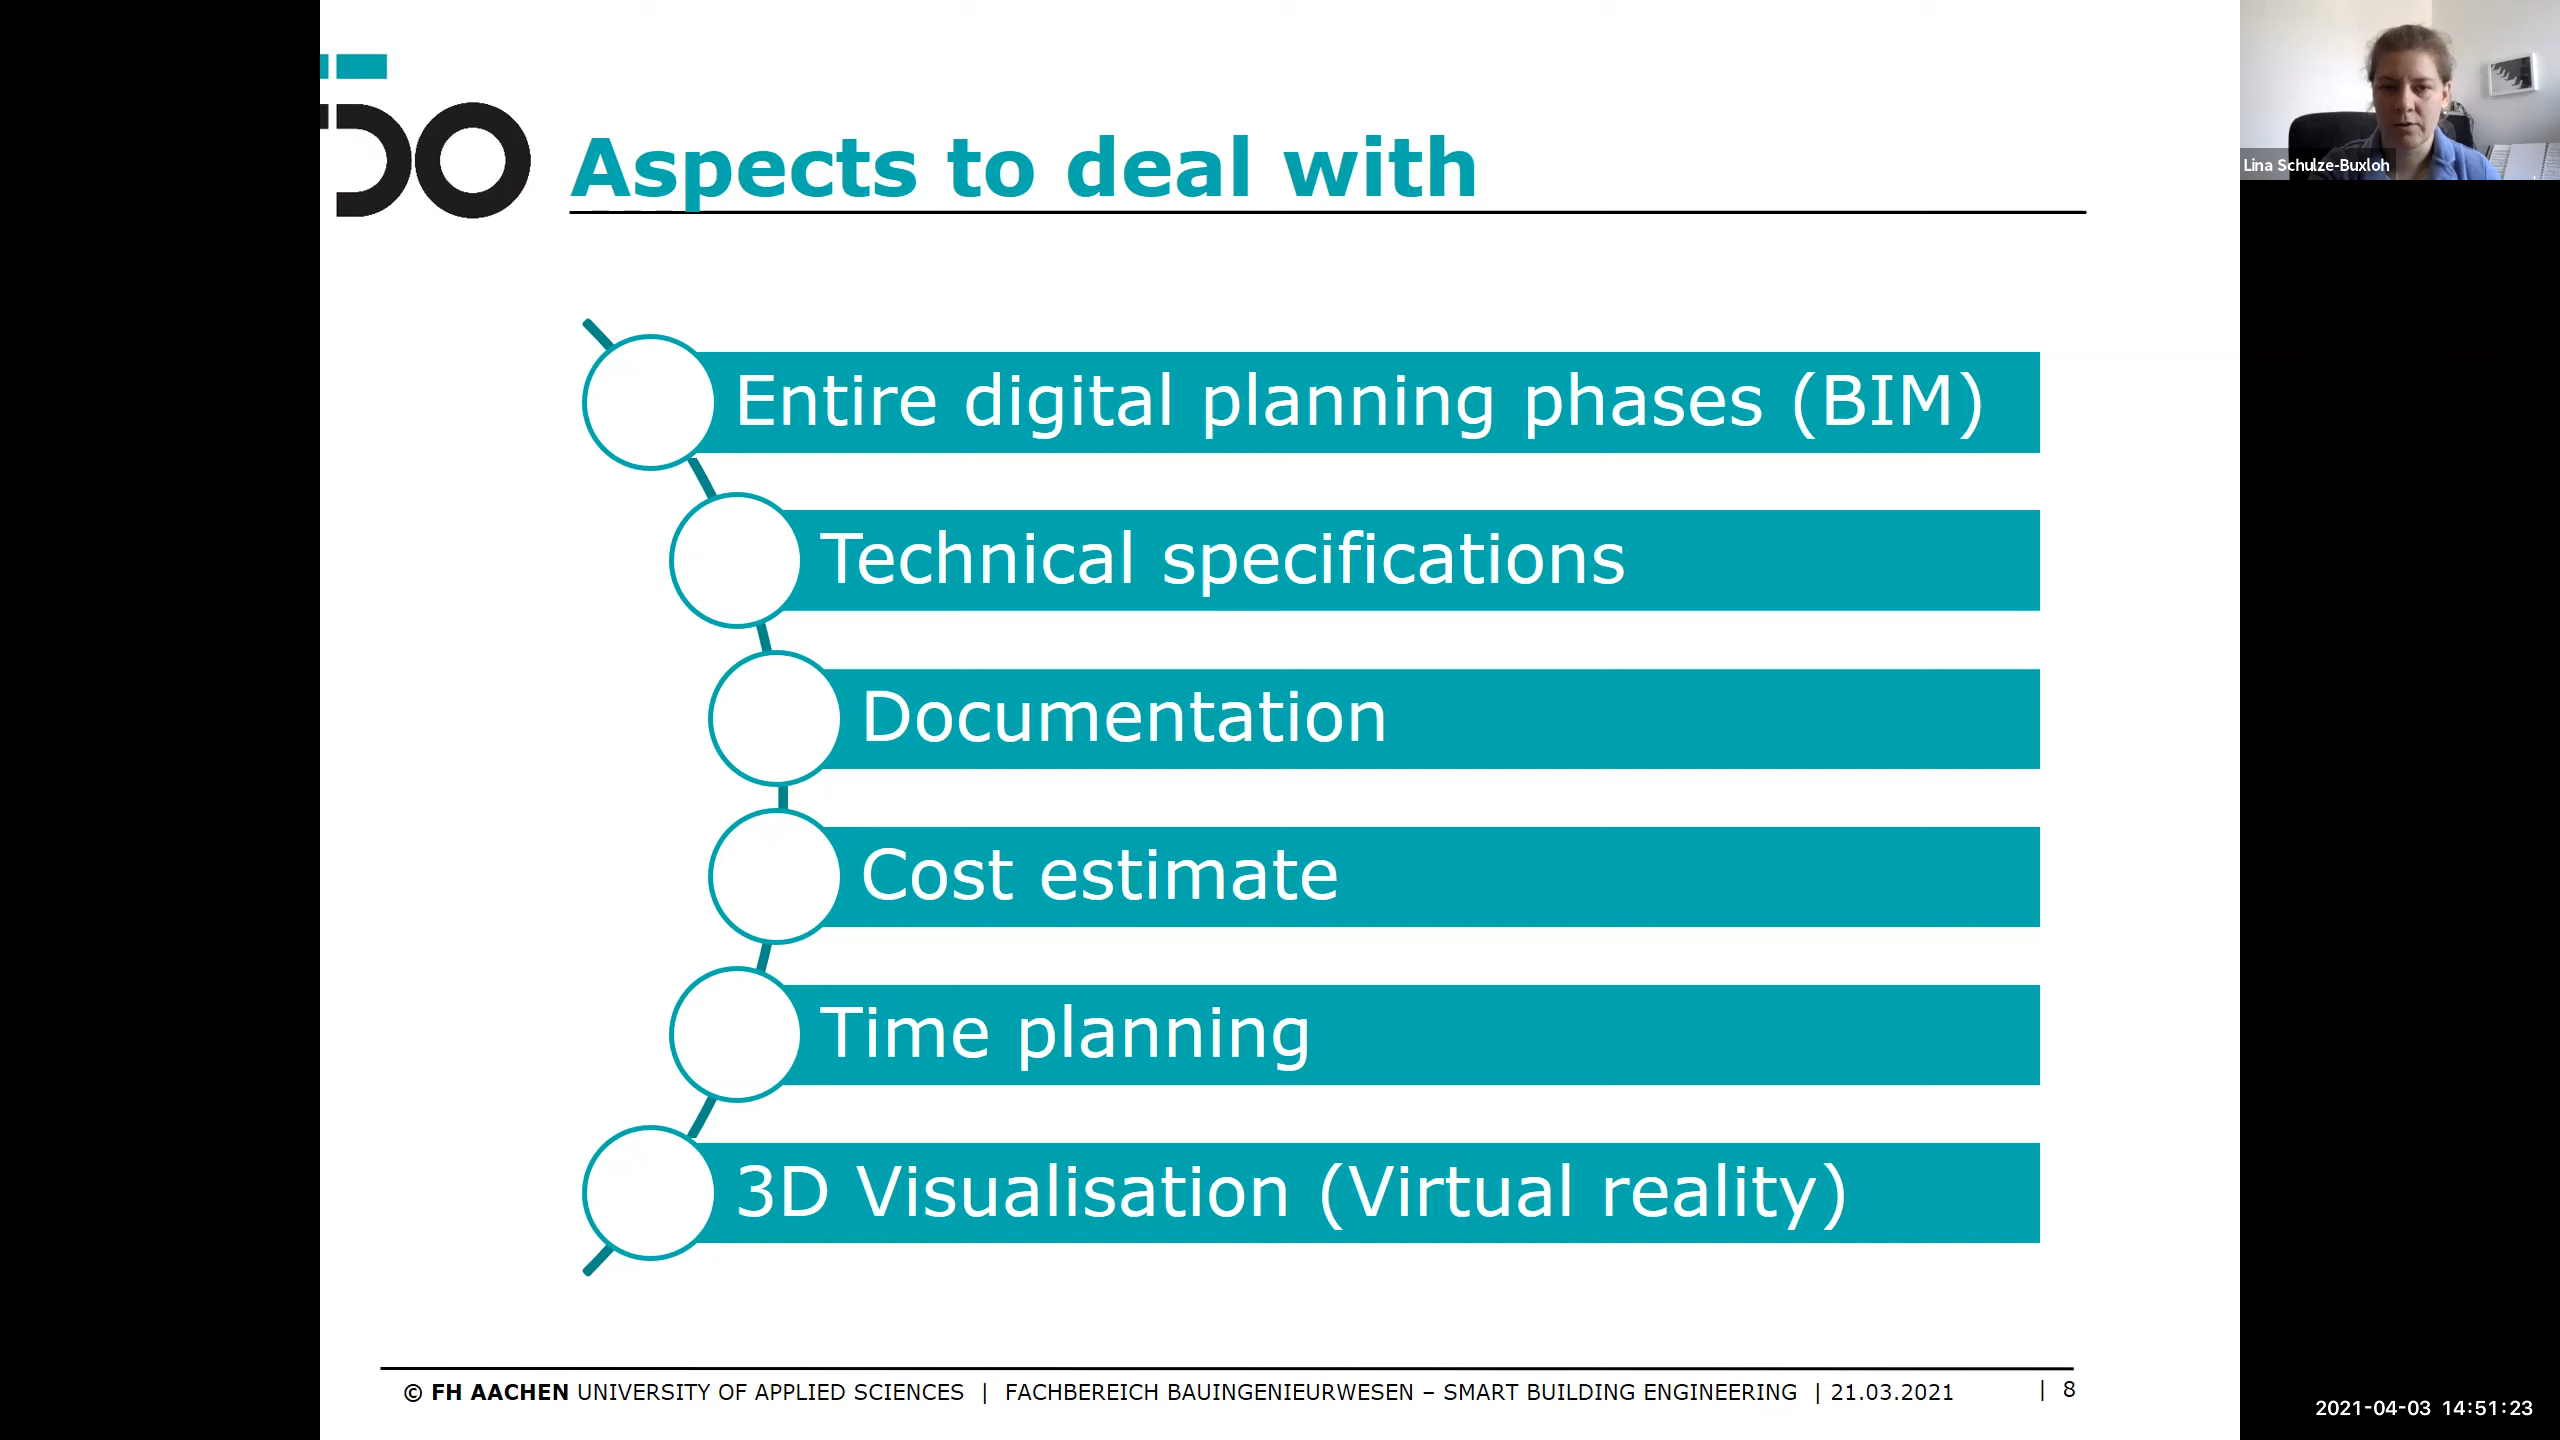 Aspects to deal with
Lina Schulze-Buxloh
Entire digital planning phases (BIM)
Technical specifications
Documentation
Cost estimate
Time planning
3D Visualisation (Virtual reality)
© FH AACHEN UNIVERSITY OF APPLIED SCIENCES | FACHBEREICH BAUINGENIEURWESEN – SMART BUILDING ENGINEERING | 21.03.2021 | 8
2021-04-03 14:51:23